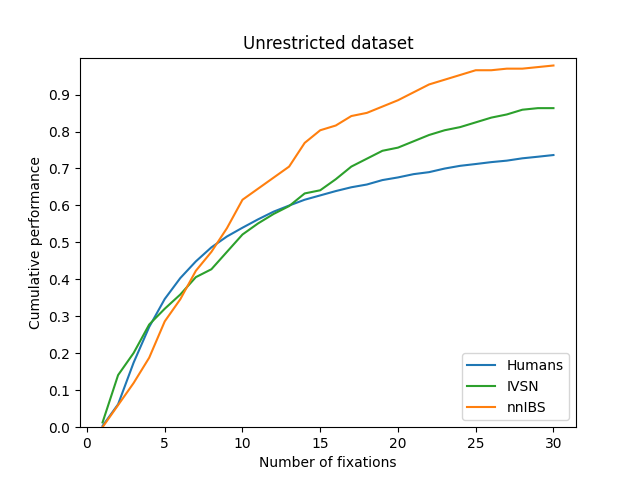 Unrestricted dataset
Cumulative performance
0.9
0.8
0.7
0.6
0.5
0.4
0.3
0.2
0.1
0.0
0 5 10 15 20 25 30
Number of fixations
Humans
IVSN
nnIBS